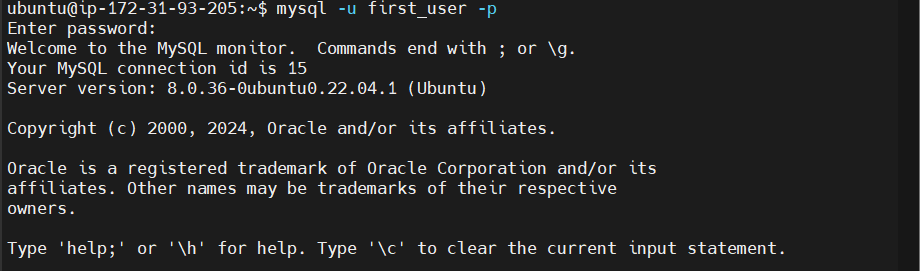 ubuntu@ip-172-31-93-205:~$ mysql -u first_user -p
Enter password:
Welcome to the MySQL monitor.  Commands end with ; or \g.
Your MySQL connection id is 15
Server version: 8.0.36-0ubuntu0.22.04.1 (Ubuntu)

Copyright (c) 2000, 2024, Oracle and/or its affiliates.

Oracle is a registered trademark of Oracle Corporation and/or its
affiliates. Other names may be trademarks of their respective
owners.

Type 'help;' or '\h' for help. Type '\c' to clear the current input statement.